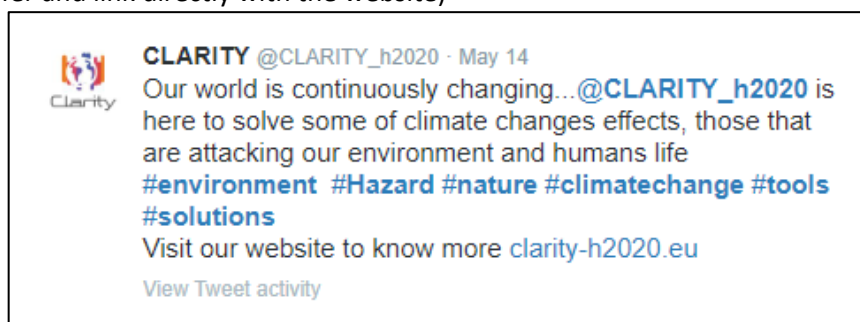 and link directly with the website)
CLARITY @CLARITY_h2020 · May 14
Our world is continuously changing...@CLARITY_h2020 is
here to solve some of climate changes effects, those that
are attacking our environment and humans life
#environment #Hazard #nature #climatechange #tools
#solutions
Visit our website to know more clarity-h2020.eu
View Tweet activity
Clarity